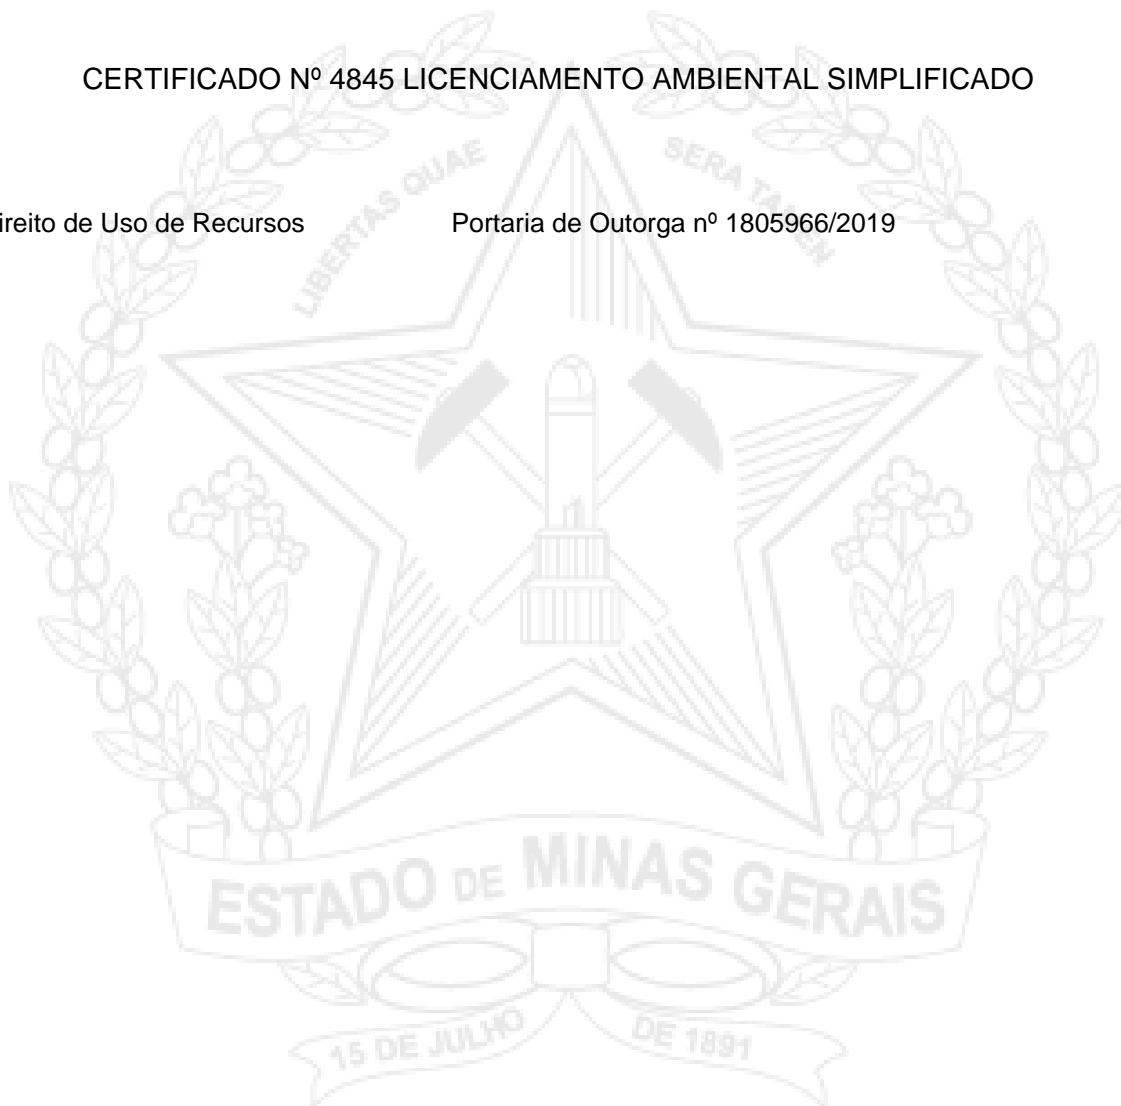 CERTIFICADO Nº 4845 LICENCIAMENTO AMBIENTAL SIMPLIFICADO
LIBERTAS QUAE SERA TAMEN
ireito de Uso de Recursos Portaria de Outorga nº 1805966/2019
ESTADO DE MINAS GERAIS
15 DE JULHO DE 1891